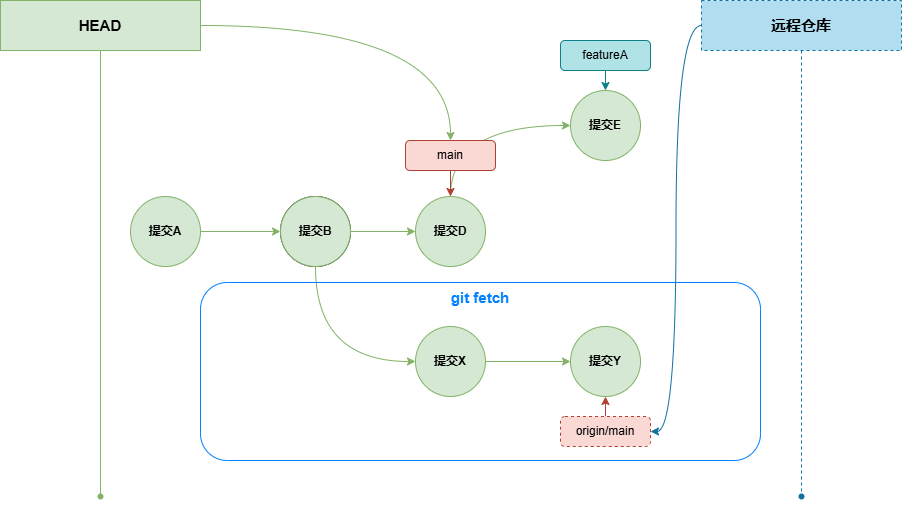 HEAD
远程仓库
featureA
提交E
main
提交A
提交B
提交D
git fetch
提交X
提交Y
origin/main